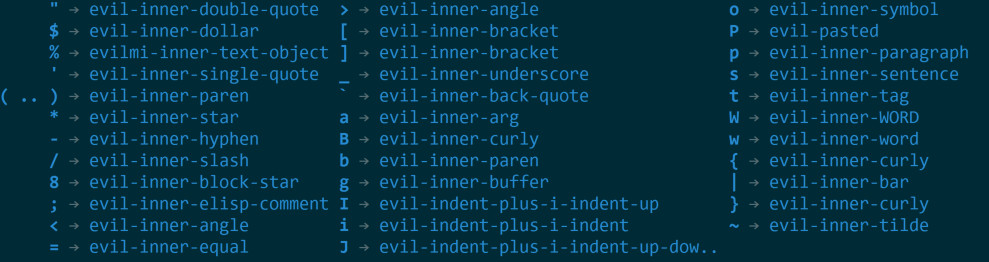 " → evil-inner-double-quote > → evil-inner-angle o → evil-inner-symbol
$ → evil-inner-dollar [ → evil-inner-bracket P → evil-pasted
% → evilmi-inner-text-object ] → evil-inner-bracket p → evil-inner-paragraph
' → evil-inner-single-quote _ → evil-inner-underscore s → evil-inner-sentence
( .. ) → evil-inner-paren ` → evil-inner-back-quote t → evil-inner-tag
* → evil-inner-star a → evil-inner-arg W → evil-inner-WORD
- → evil-inner-hyphen B → evil-inner-curly w → evil-inner-word
/ → evil-inner-slash b → evil-inner-paren { → evil-inner-curly
8 → evil-inner-block-star g → evil-inner-buffer | → evil-inner-bar
; → evil-inner-elisp-comment I → evil-indent-plus-i-indent-up } → evil-inner-curly
< → evil-inner-angle i → evil-indent-plus-i-indent ~ → evil-inner-tilde
= → evil-inner-equal J → evil-indent-plus-i-indent-up-dow..